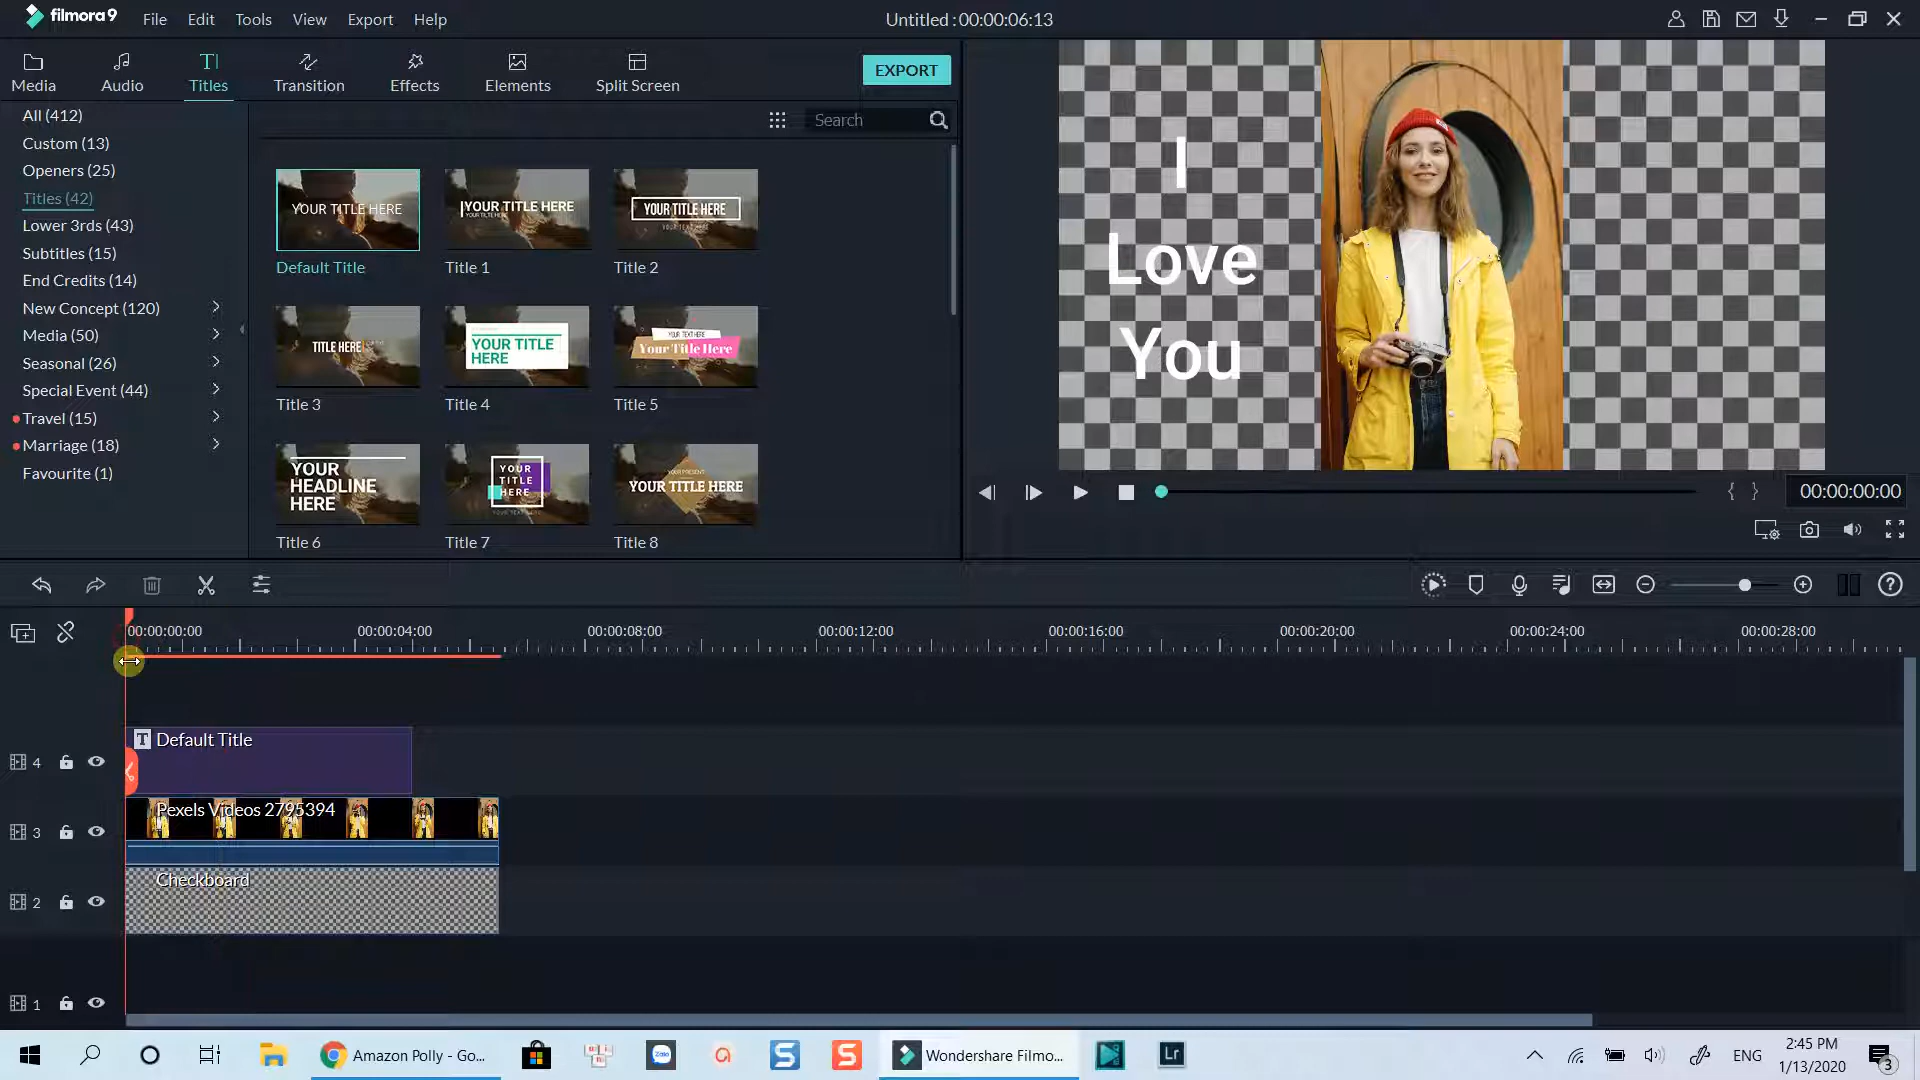 filmora9
File
Edit
Tools
View
Export
Help
Untitled : 00:00:06:13
Media
Audio
Titles
Transition
Effects
Elements
Split Screen
EXPORT
All (412)
Custom (13)
Openers (25)
Titles (42)
Lower 3rds (43)
Subtitles (15)
End Credits (14)
New Concept (120)
Media (50)
Seasonal (26)
Special Event (44)
Travel (15)
Marriage (18)
Favourite (1)
Search
YOUR TITLE HERE
Default Title
YOUR TITLE HERE
Title 1
YOUR TITLE HERE
Title 2
TITLE HERE
Title 3
YOUR TITLE
HERE
Title 4
YOUR TEXT HERE
Your Title Here
Title 5
YOUR
HEADLINE
HERE
Title 6
YOUR
TITLE
HERE
Title 7
YOUR TITLE HERE
Title 8
I
Love
You
00:00:00:00
00:00:00:00
00:00:04:00
00:00:08:00
00:00:12:00
00:00:16:00
00:00:20:00
00:00:24:00
00:00:28:00
4
T Default Title
3
Pexels Videos 2795394
2
Checkboard
1
Amazon Polly - Go...
Zalo
S
S
Wondershare Filmo...
Lr
ENG
2:45 PM
1/13/2020
3